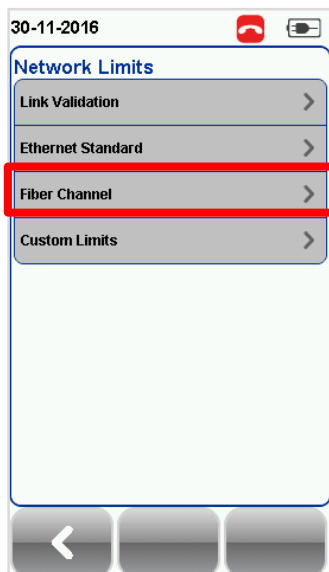 30-11-2016
Network Limits
Link Validation
Ethernet Standard
Fiber Channel
Custom Limits